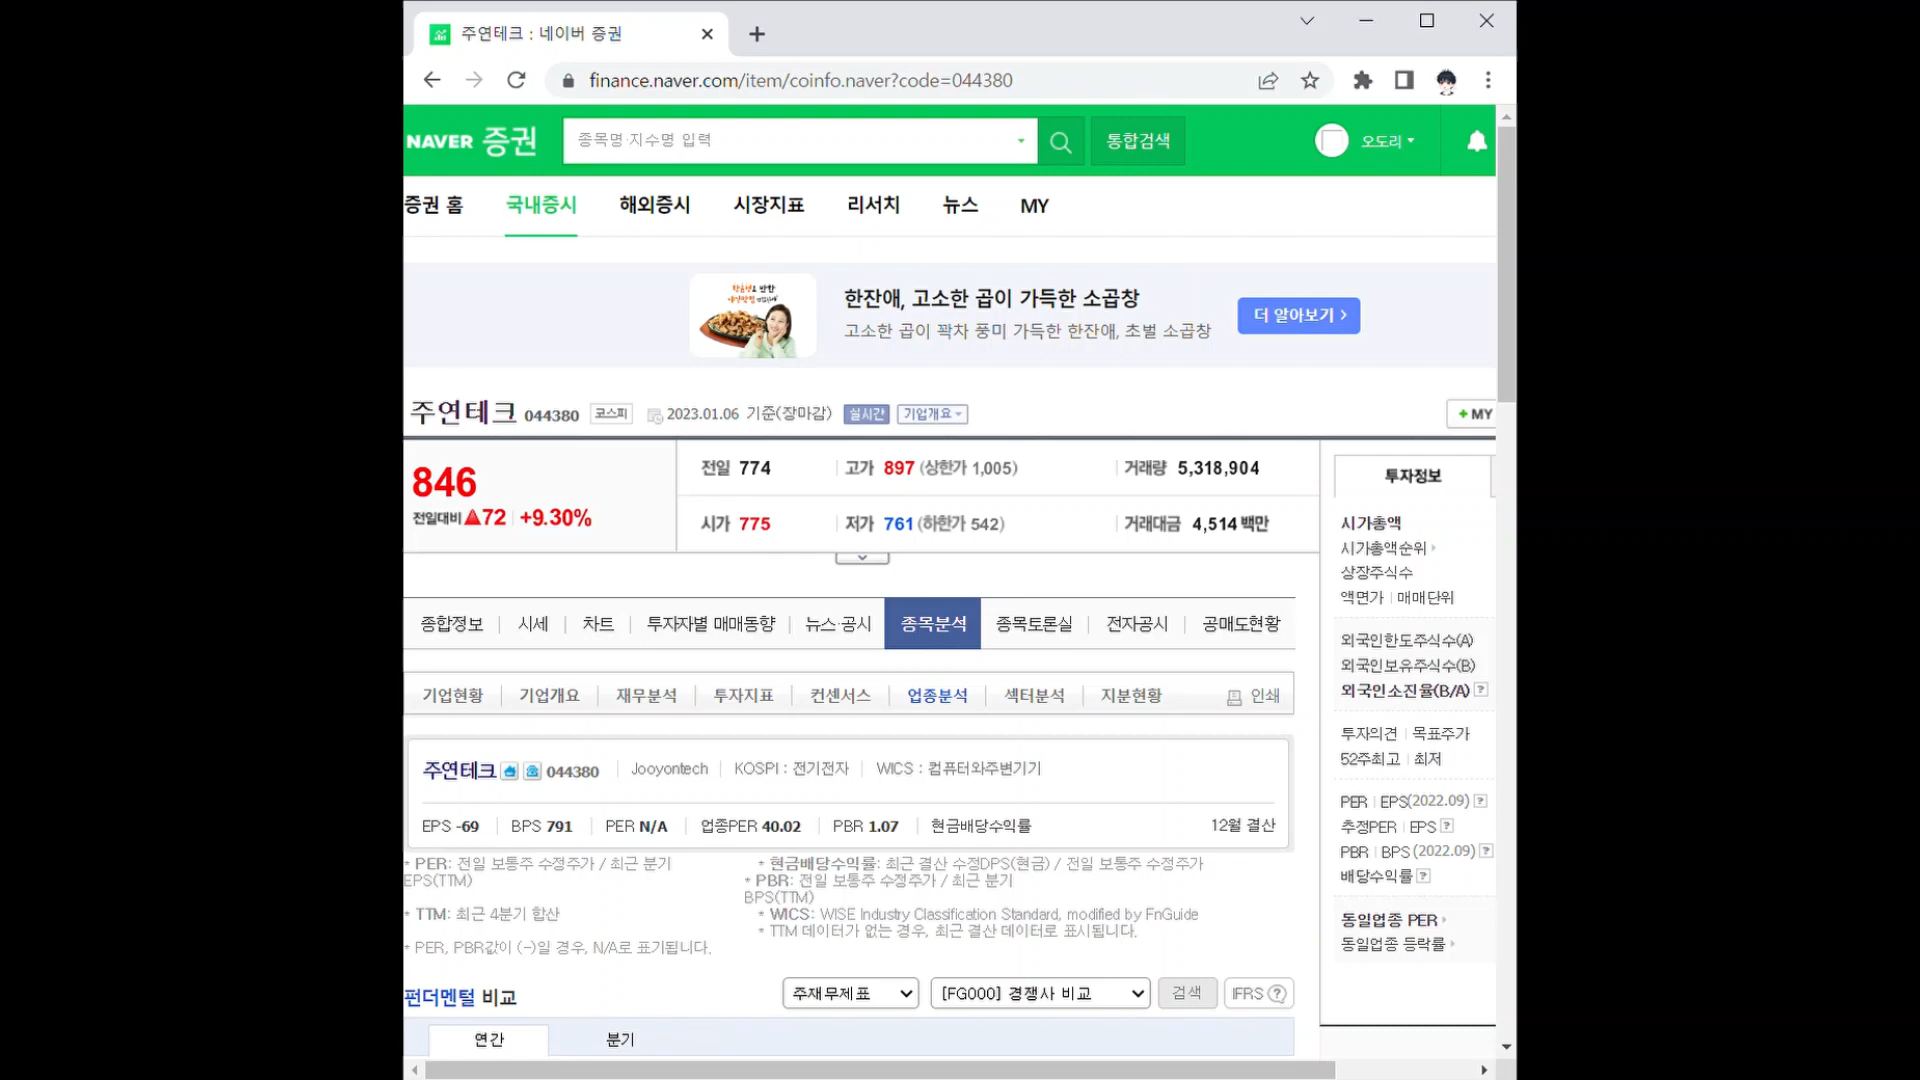 주연테크 : 네이버 증권
finance.naver.com/item/coinfo.naver?code=044380
NAVER 증권
종목명·지수명 입력
통합검색
오도리
증권 홈 국내증시 해외증시 시장지표 리서치 뉴스 MY
한잔애, 고소한 곱이 가득한 소곱창
고소한 곱이 꽉차 풍미 가득한 한잔애, 초벌 소곱창
더 알아보기 >
주연테크 044380 코스피 2023.01.06 기준(장마감) 실시간 기업개요
+ MY
846
전일대비 ▲72 +9.30%
전일 774 고가 897 (상한가 1,005) 거래량 5,318,904
시가 775 저가 761 (하한가 542) 거래대금 4,514 백만
종합정보 시세 차트 투자자별 매매동향 뉴스·공시 종목분석 종목토론실 전자공시 공매도현황
기업현황 기업개요 재무분석 투자지표 컨센서스 업종분석 섹터분석 지분현황 인쇄
주연테크 044380 Jooyontech KOSPI : 전기전자 WICS : 컴퓨터와주변기기
EPS -69 BPS 791 PER N/A 업종PER 40.02 PBR 1.07 현금배당수익률 12월 결산
* PER: 전일 보통주 수정주가 / 최근 분기
EPS(TTM)
* TTM: 최근 4분기 합산
* PER, PBR값이 (-)일 경우, N/A로 표기됩니다.
* 현금배당수익률: 최근 결산 수정DPS(현금) / 전일 보통주 수정주가
* PBR: 전일 보통주 수정주가 / 최근 분기
BPS(TTM)
* WICS: WISE Industry Classification Standard, modified by FnGuide
* TTM 데이터가 없는 경우, 최근 결산 데이터로 표시됩니다.
펀더멘털 비교
주재무제표 [FG000] 경쟁사 비교 검색 IFRS ?
연간 분기
투자정보
시가총액
시가총액순위
상장주식수
액면가 | 매매단위
외국인한도주식수(A)
외국인보유주식수(B)
외국인소진율(B/A) ?
투자의견 | 목표주가
52주최고 | 최저
PER | EPS(2022.09) ?
추정PER | EPS ?
PBR | BPS (2022.09) ?
배당수익률 ?
동일업종 PER
동일업종 등락률